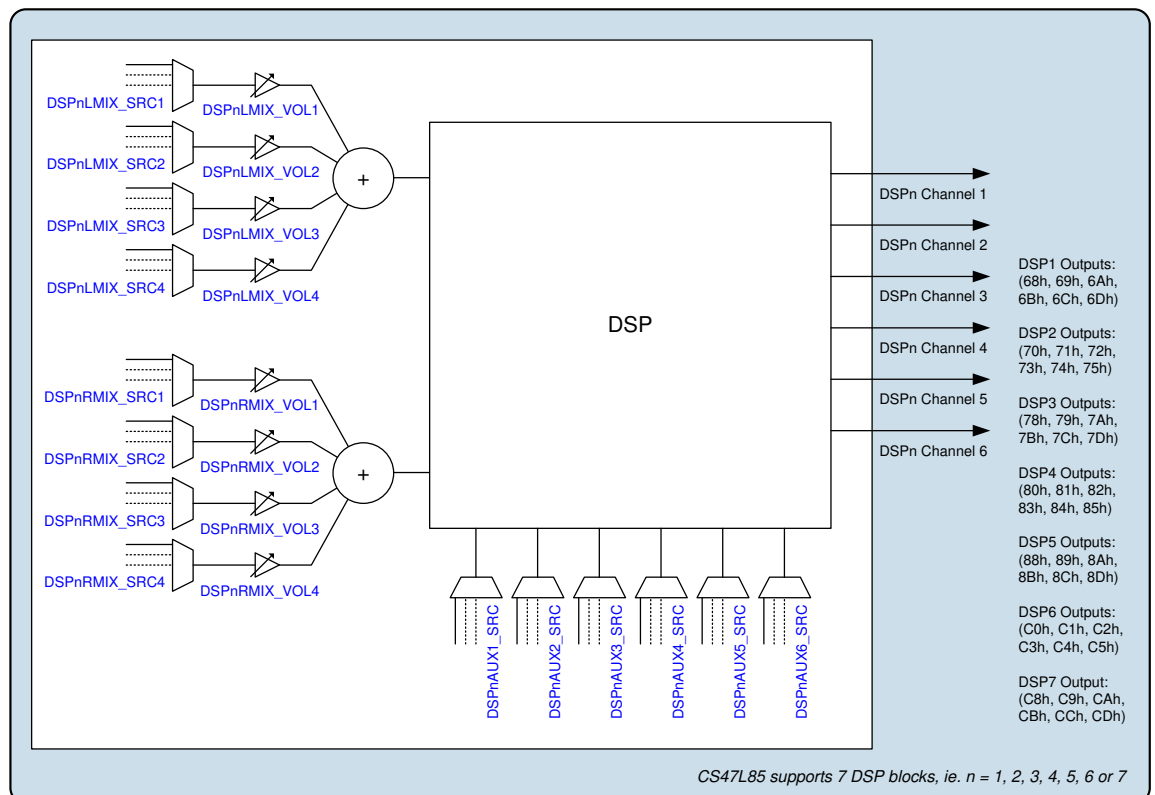 DSPnLMIX_SRC1
DSPnLMIX_VOL1
DSPnLMIX_SRC2
DSPnLMIX_VOL2
DSPnLMIX_SRC3
DSPnLMIX_VOL3
DSPnLMIX_SRC4
DSPnLMIX_VOL4
+
DSPnRMIX_SRC1
DSPnRMIX_VOL1
DSPnRMIX_SRC2
DSPnRMIX_VOL2
DSPnRMIX_SRC3
DSPnRMIX_VOL3
DSPnRMIX_SRC4
DSPnRMIX_VOL4
+
DSP
DSPnAUX1_SRC
DSPnAUX2_SRC
DSPnAUX3_SRC
DSPnAUX4_SRC
DSPnAUX5_SRC
DSPnAUX6_SRC
DSPn Channel 1
DSPn Channel 2
DSPn Channel 3
DSPn Channel 4
DSPn Channel 5
DSPn Channel 6
DSP1 Outputs:
(68h, 69h, 6Ah,
6Bh, 6Ch, 6Dh)
DSP2 Outputs:
(70h, 71h, 72h,
73h, 74h, 75h)
DSP3 Outputs:
(78h, 79h, 7Ah,
7Bh, 7Ch, 7Dh)
DSP4 Outputs:
(80h, 81h, 82h,
83h, 84h, 85h)
DSP5 Outputs:
(88h, 89h, 8Ah,
8Bh, 8Ch, 8Dh)
DSP6 Outputs:
(C0h, C1h, C2h,
C3h, C4h, C5h)
DSP7 Output:
(C8h, C9h, CAh,
CBh, CCh, CDh)
CS47L85 supports 7 DSP blocks, ie. n = 1, 2, 3, 4, 5, 6 or 7